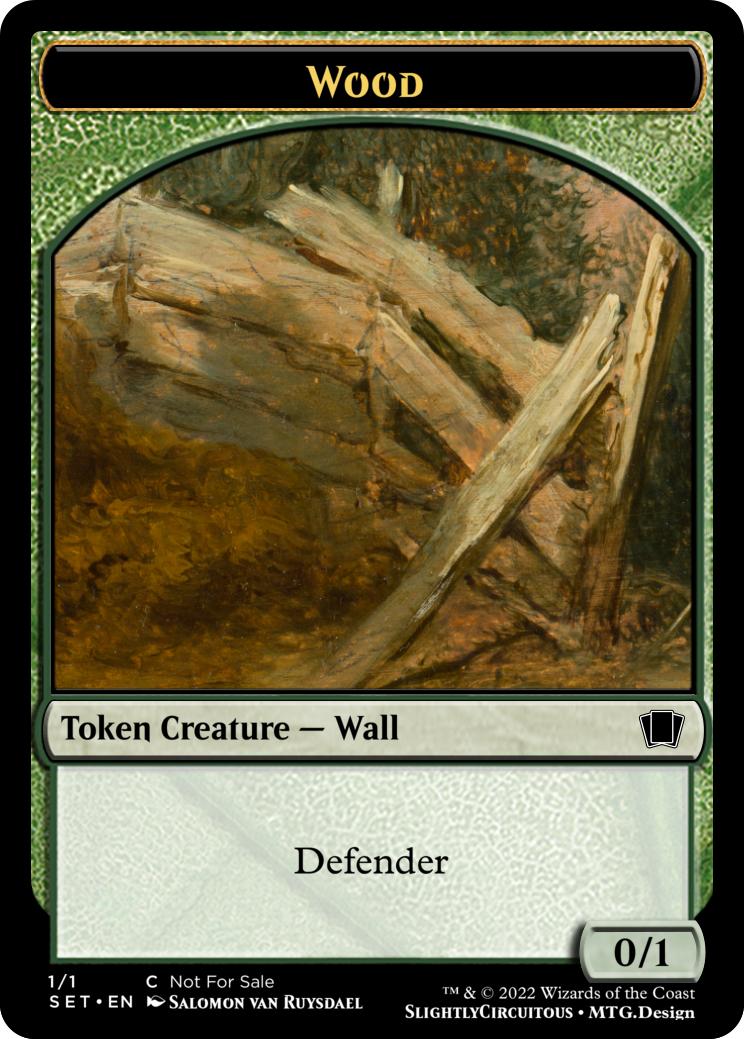 Wood
Token Creature — Wall
Defender
0/1
1/1 C Not For Sale
SET • EN Salomon van Ruysdael
™ & © 2022 Wizards of the Coast
SlightlyCircuitous • MTG.Design